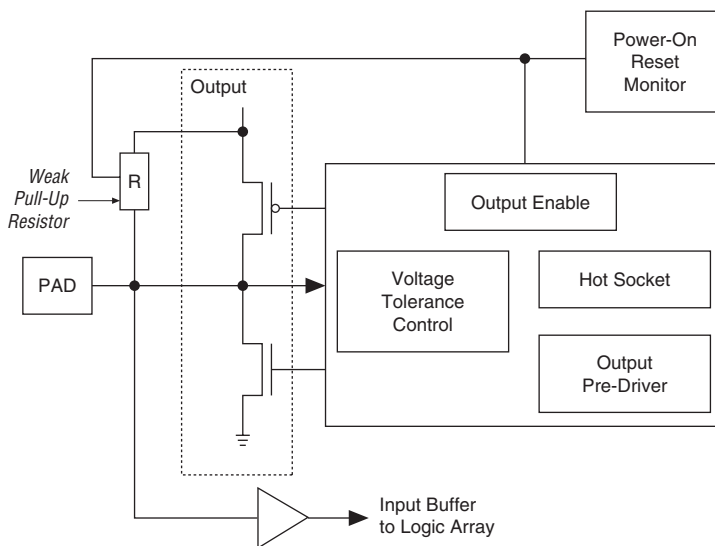 Power-On
Reset
Monitor
Output
Weak
Pull-Up
Resistor
R
Output Enable
PAD
Voltage
Tolerance
Control
Hot Socket
Output
Pre-Driver
Input Buffer
to Logic Array